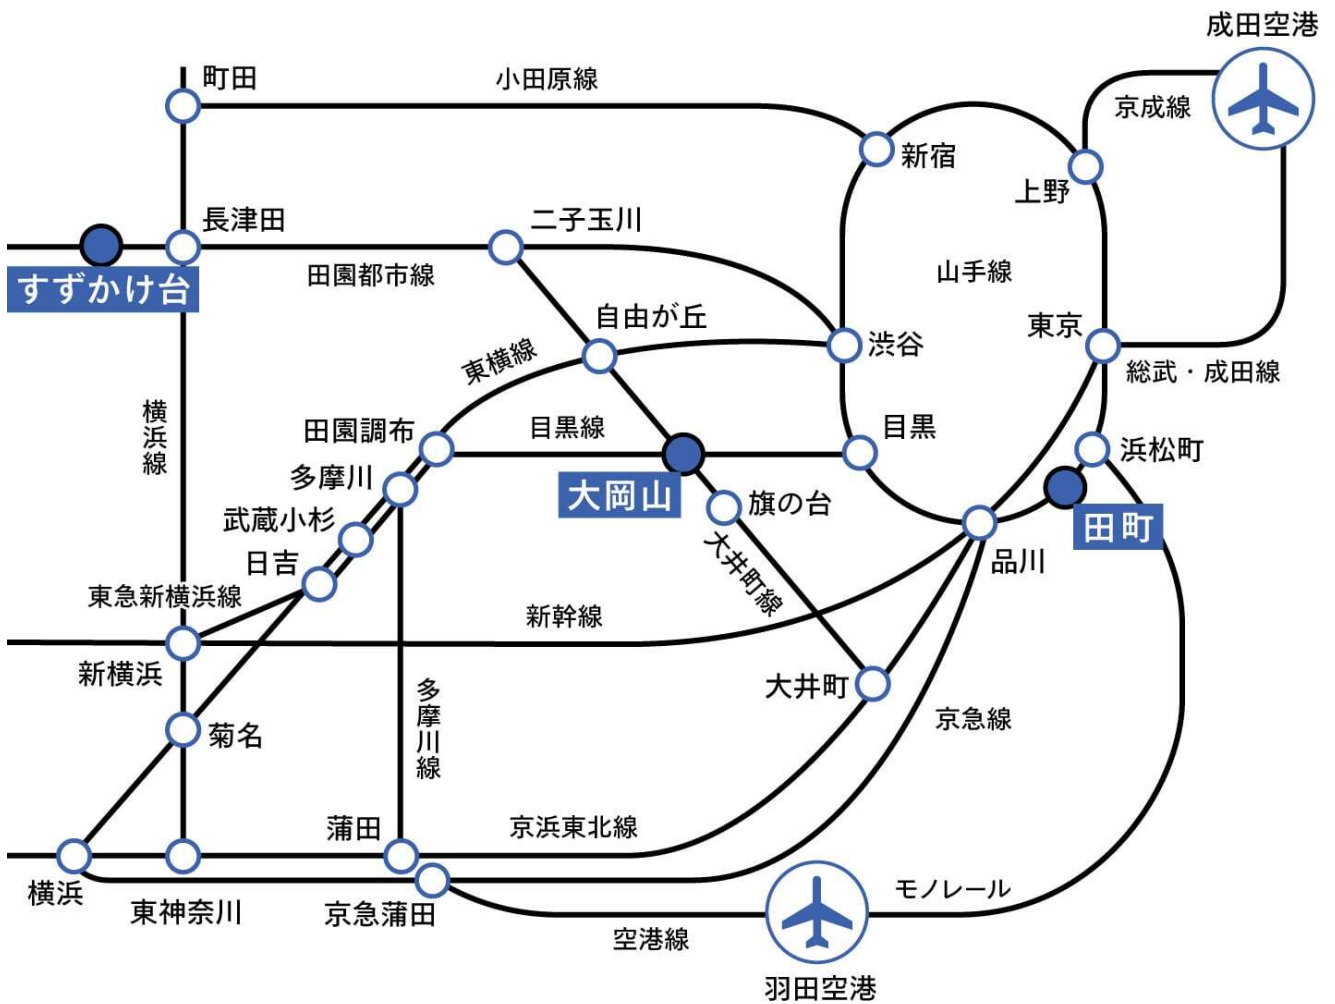 成田空港
町田
小田原線
京成線
新宿
上野
長津田
二子玉川
すずかけ台
田園都市線
山手線
自由が丘
東京
渋谷
東横線
総武・成田線
横浜線
田園調布
目黒線
目黒
浜松町
多摩川
大岡山
旗の台
田町
武蔵小杉
日吉
大井町線
品川
東急新横浜線
新幹線
新横浜
大井町
多摩川線
京急線
菊名
蒲田
京浜東北線
横浜
東神奈川
京急蒲田
モノレール
空港線
羽田空港